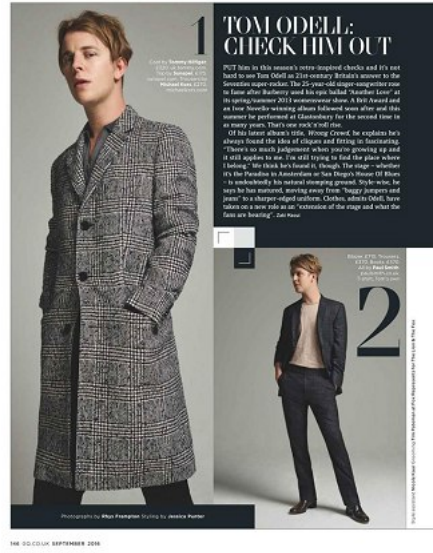 1
TOM ODELL:
CHECK HIM OUT
Coat by Tommy Hilfiger
PUT him in this season's retro-inspired checks and it's not
hard to see Tom Odell as 21st-century Britain's answer to the
Seventies super-rocker. The 25-year-old singer-songwriter rose
to fame after Burberry used his epic ballad "Another Love" at
its spring/summer 2013 womenswear show. A Brit Award and
an Ivor Novello-winning album followed soon after and this
summer he performed at Glastonbury for the second time in
as many years. That's one rock'n'roll rise.
Of his latest album's title, Wrong Crowd, he explains he's
always found the idea of cliques and fitting in fascinating.
"There's so much judgement when you're growing up and
it still applies to me. I'm still trying to find the place where
I belong." We think he's found it, though. The stage – whether
it's the Paradiso in Amsterdam or San Diego's House Of Blues
– is undoubtedly his natural stomping ground. Style-wise, he
says he has matured, moving away from "baggy jumpers and
jeans" to a sharper-edged uniform. Clothes, admits Odell, have
taken on a new role as an "extension of the stage and what the
fans are hearing".
2
Blazer, £710. Trousers,
£370. Boots, £370.
All by Paul Smith.
paulsmith.co.uk.
Photographs by Rhys Frampton Styling by Jessica Punter
146 GQ.CO.UK SEPTEMBER 2016